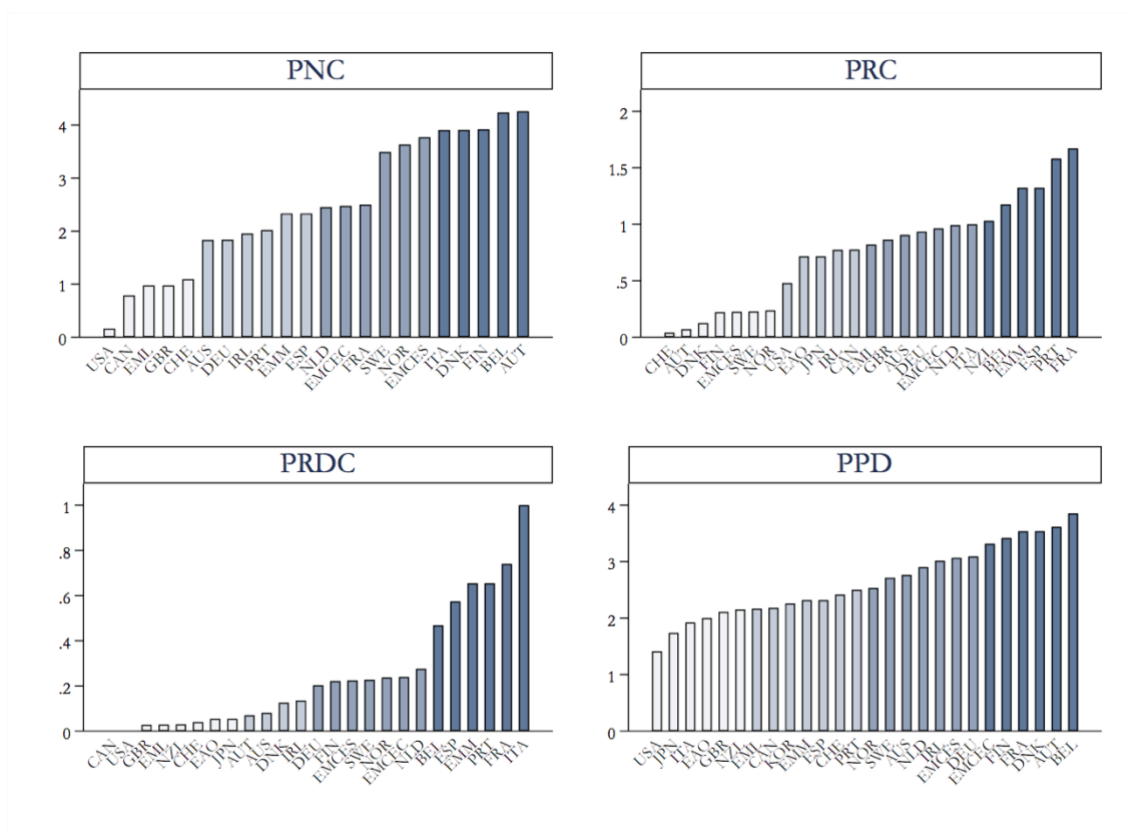 PNC
4
3
2
1
0
USA CAN EML GBR CHE AUS DEU IRL PRT EMM ESP NLD EMCEC FRA SWE NOR EMCES ITA DNK FIN BEL AUT
PRC
2
1.5
1
.5
0
CHE AUT DNK FIN EMCES SWE NOR USA EAO JPN IRL CAN EML GBR AUS DEU EMCEC NLD ITA NZL BEL EMM ESP PRT FRA
PRDC
1
.8
.6
.4
.2
0
CAN USA GBR EML NZL CHE EAO JPN AUT AUS DNK IRL DEU FIN EMCES SWE NOR EMCEC NLD BEL ESP EMM PRT FRA ITA
PPD
4
3
2
1
0
USA JPN ITA EAO GBR NZL EML CAN KOR EMM ESP CHE PRT NOR SWE AUS NLD IRL EMCES DEU EMCEC FIN FRA DNK AUT BEL